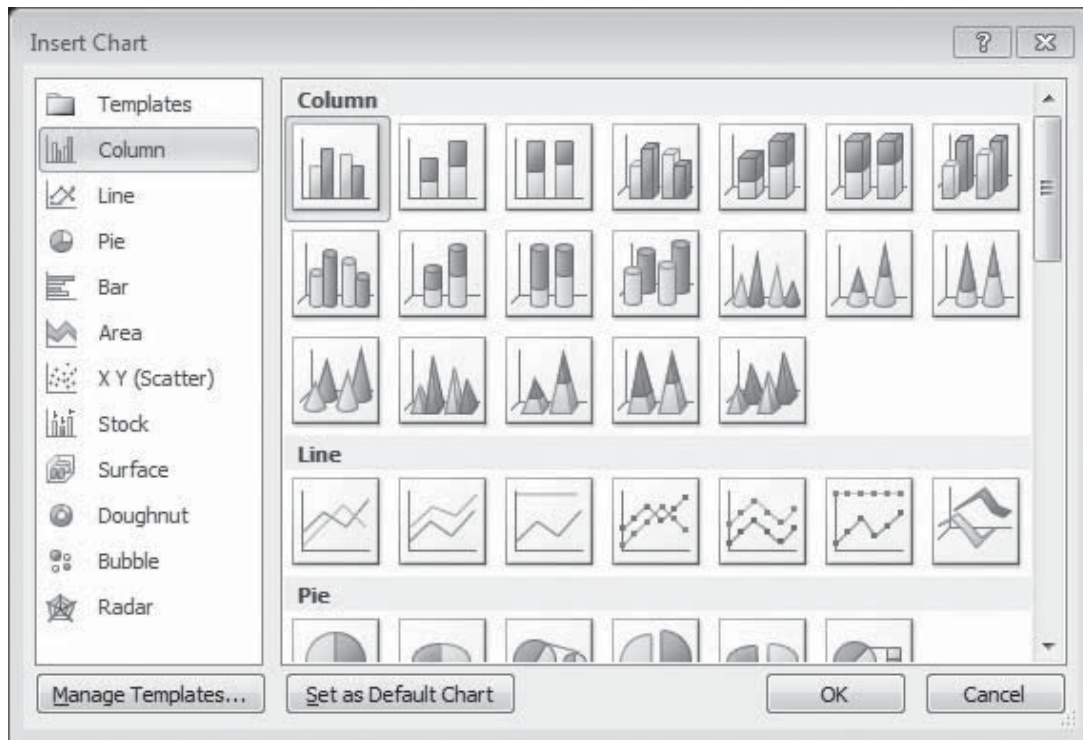 Insert Chart
Templates
Column
Line
Pie
Bar
Area
X Y (Scatter)
Stock
Surface
Doughnut
Bubble
Radar
Column
Line
Pie
Manage Templates...
Set as Default Chart
OK
Cancel